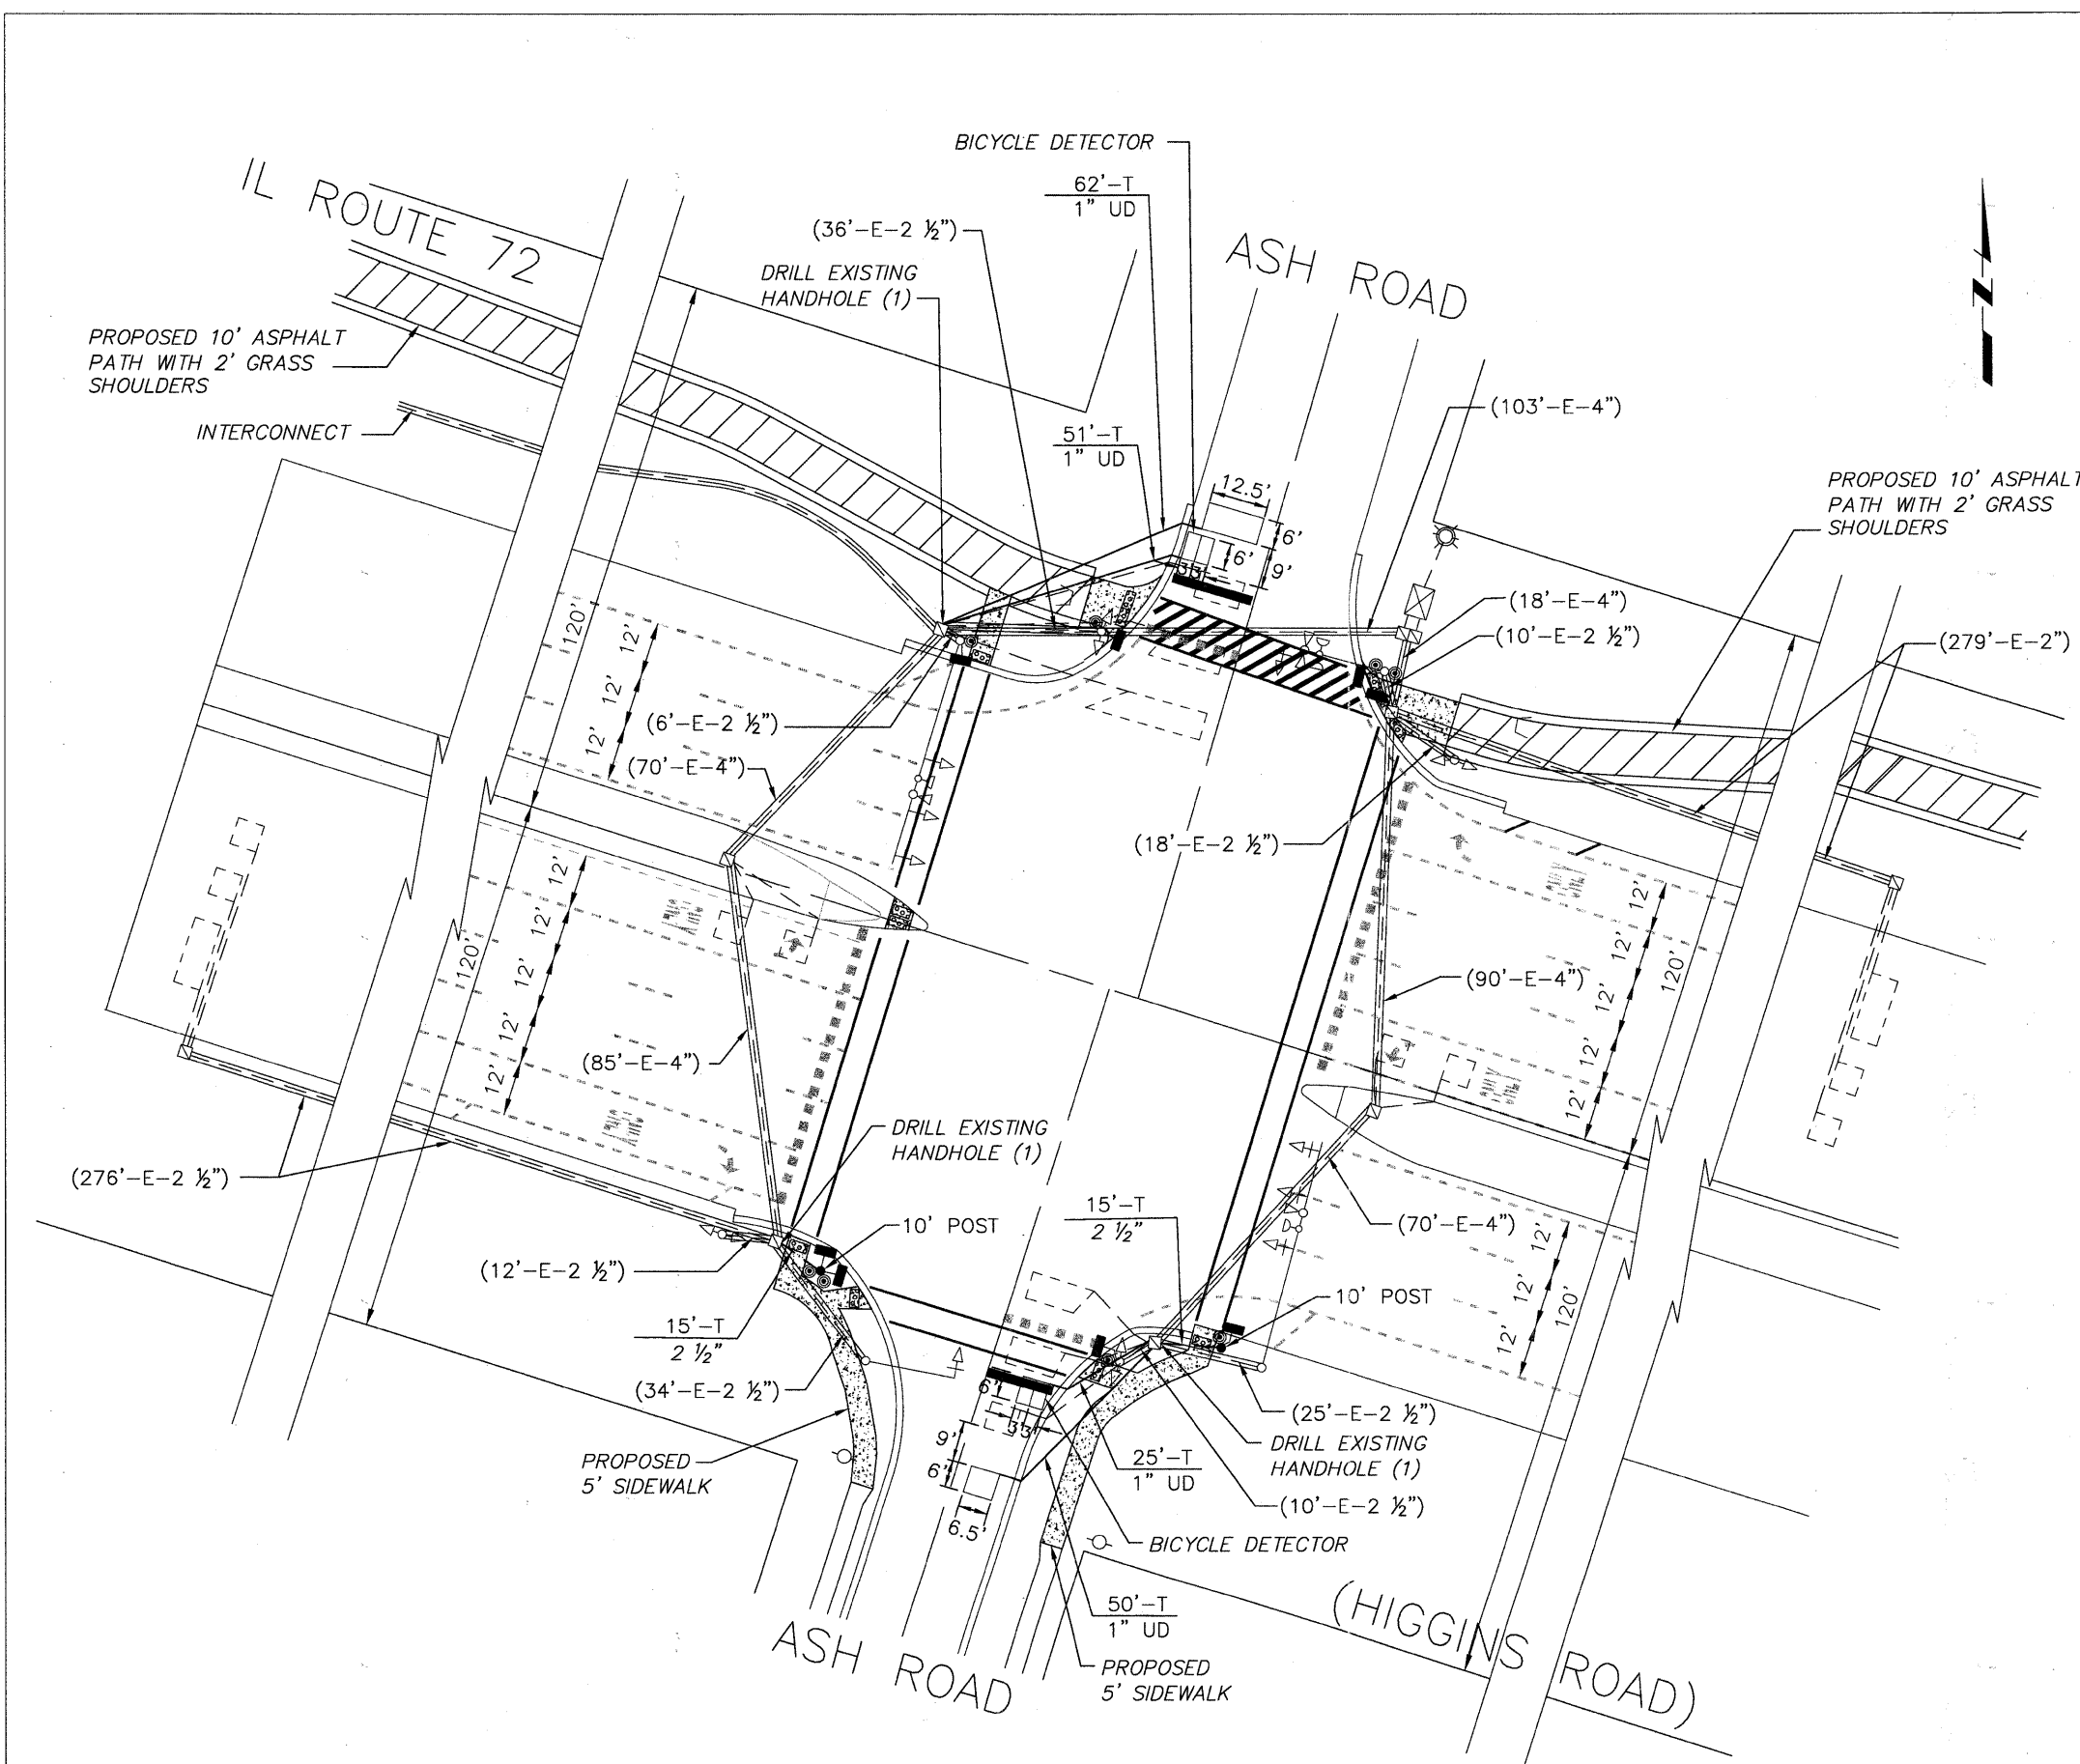 BICYCLE DETECTOR
62'-T
1" UD
IL ROUTE 72
(36'-E-2 ½")
ASH ROAD
DRILL EXISTING
HANDHOLE (1)
N
PROPOSED 10' ASPHALT
PATH WITH 2' GRASS
SHOULDERS
INTERCONNECT
(103'-E-4")
51'-T
1" UD
PROPOSED 10' ASPHALT
PATH WITH 2' GRASS
SHOULDERS
12.5'
6'
6'
9'
3'
3'
120'
12'
12'
12'
(18'-E-4")
(10'-E-2 ½")
(279'-E-2")
(6'-E-2 ½")
(70'-E-4")
(18'-E-2 ½")
12'
12'
12'
12'
12'
120'
12'
12'
12'
12'
12'
120'
(90'-E-4")
(85'-E-4")
DRILL EXISTING
HANDHOLE (1)
(276'-E-2 ½")
10' POST
15'-T
2 ½"
(70'-E-4")
12'
12'
12'
120'
(12'-E-2 ½")
10' POST
15'-T
2 ½"
(34'-E-2 ½")
6'
3'
3'
9'
6'
6.5'
(25'-E-2 ½")
DRILL EXISTING
HANDHOLE (1)
25'-T
1" UD
(10'-E-2 ½")
PROPOSED
5' SIDEWALK
BICYCLE DETECTOR
50'-T
1" UD
(HIGGINS ROAD)
ASH ROAD
PROPOSED
5' SIDEWALK